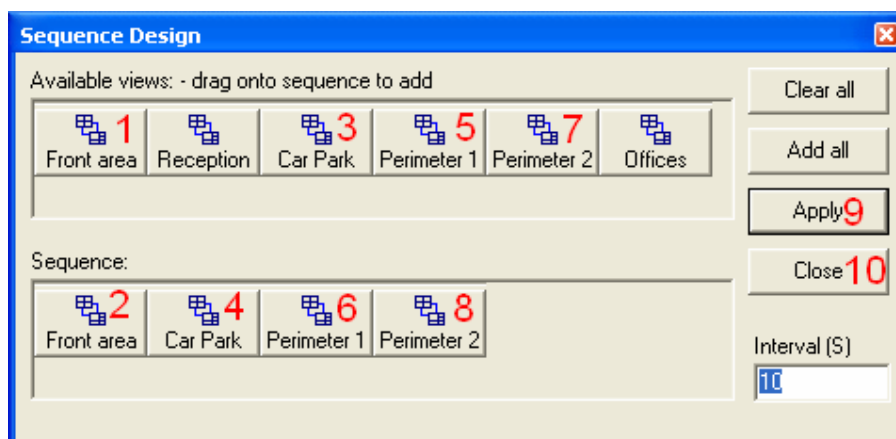 Sequence Design
Available views: - drag onto sequence to add
1 3 5 7
Front area Reception Car Park Perimeter 1 Perimeter 2 Offices
Clear all
Add all
Apply 9
Close 10
Sequence:
2 4 6 8
Front area Car Park Perimeter 1 Perimeter 2
Interval (S)
10